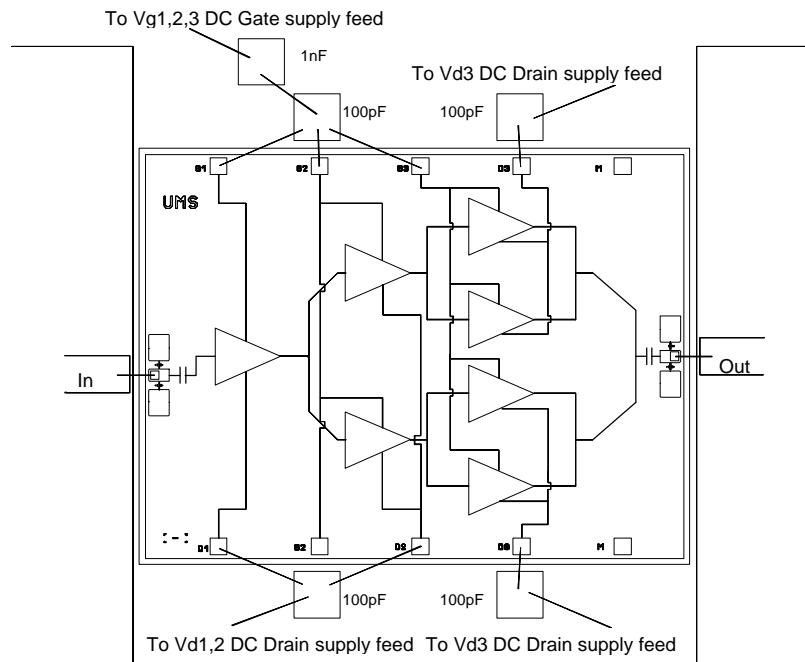 To Vg1,2,3 DC Gate supply feed
1nF
To Vd3 DC Drain supply feed
100pF
100pF
G1
G2
G3
D3
M
UMS
In
Out
D1
G2
D2
D3
M
100pF
100pF
To Vd1,2 DC Drain supply feed
To Vd3 DC Drain supply feed